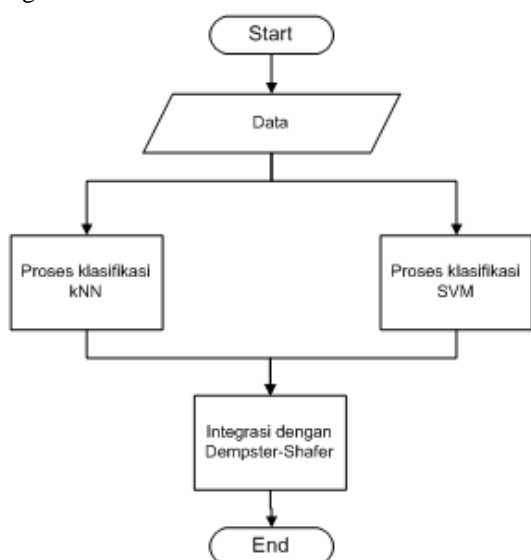 Start
Data
Proses klasifikasi
kNN
Proses klasifikasi
SVM
Integrasi dengan
Dempster-Shafer
End